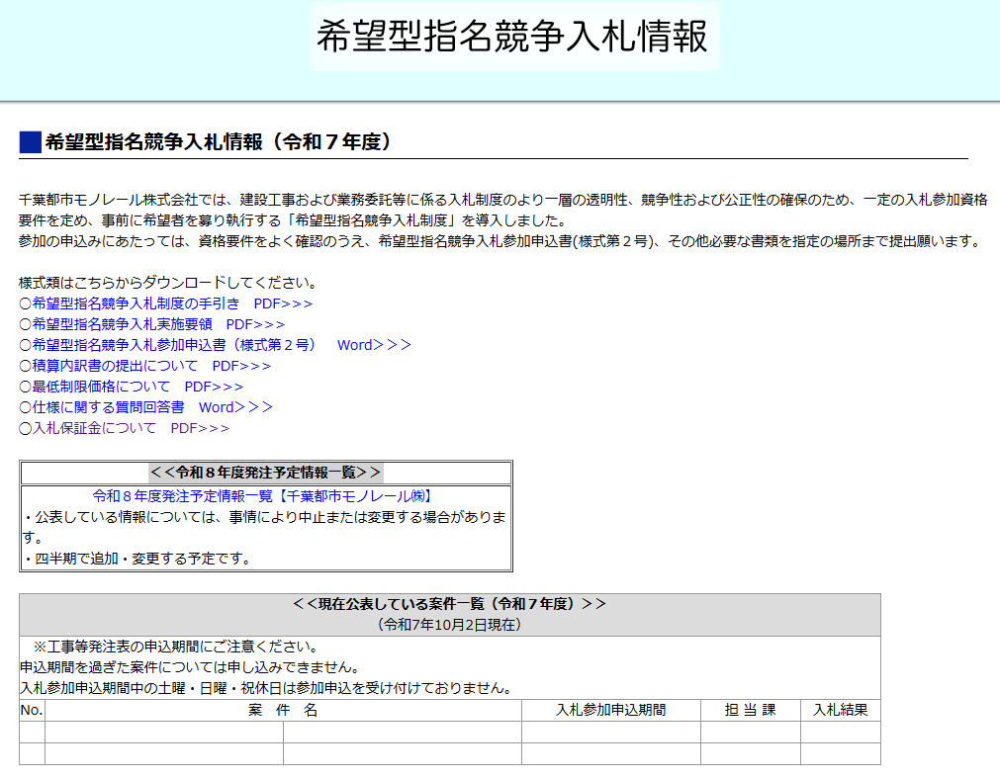 希望型指名競争入札情報
希望型指名競争入札情報（令和７年度）
千葉都市モノレール株式会社では、建設工事および業務委託等に係る入札制度のより一層の透明性、競争性および公正性の確保のため、一定の入札参加資格
要件を定め、事前に希望者を募り執行する「希望型指名競争入札制度」を導入しました。
参加の申込みにあたっては、資格要件をよく確認のうえ、希望型指名競争入札参加申込書(様式第２号)、その他必要な書類を指定の場所まで提出願います。
様式類はこちらからダウンロードしてください。
○希望型指名競争入札制度の手引き　PDF>>>
○希望型指名競争入札実施要領　PDF>>>
○希望型指名競争入札参加申込書（様式第２号）　Word＞＞＞
○積算内訳書の提出について　PDF>>>
○最低制限価格について　PDF>>>
○仕様に関する質問回答書　Word＞＞＞
○入札保証金について　PDF>>>
＜＜令和８年度発注予定情報一覧＞＞
令和８年度発注予定情報一覧【千葉都市モノレール㈱】
・公表している情報については、事情により中止または変更する場合がありま
す。
・四半期で追加・変更する予定です。
＜＜現在公表している案件一覧（令和７年度）＞＞
（令和7年10月2日現在）
※工事等発注表の申込期間にご注意ください。
申込期間を過ぎた案件については申し込みできません。
入札参加申込期間中の土曜・日曜・祝休日は参加申込を受け付けておりません。
No.　案　件　名　入札参加申込期間　担 当 課　入札結果